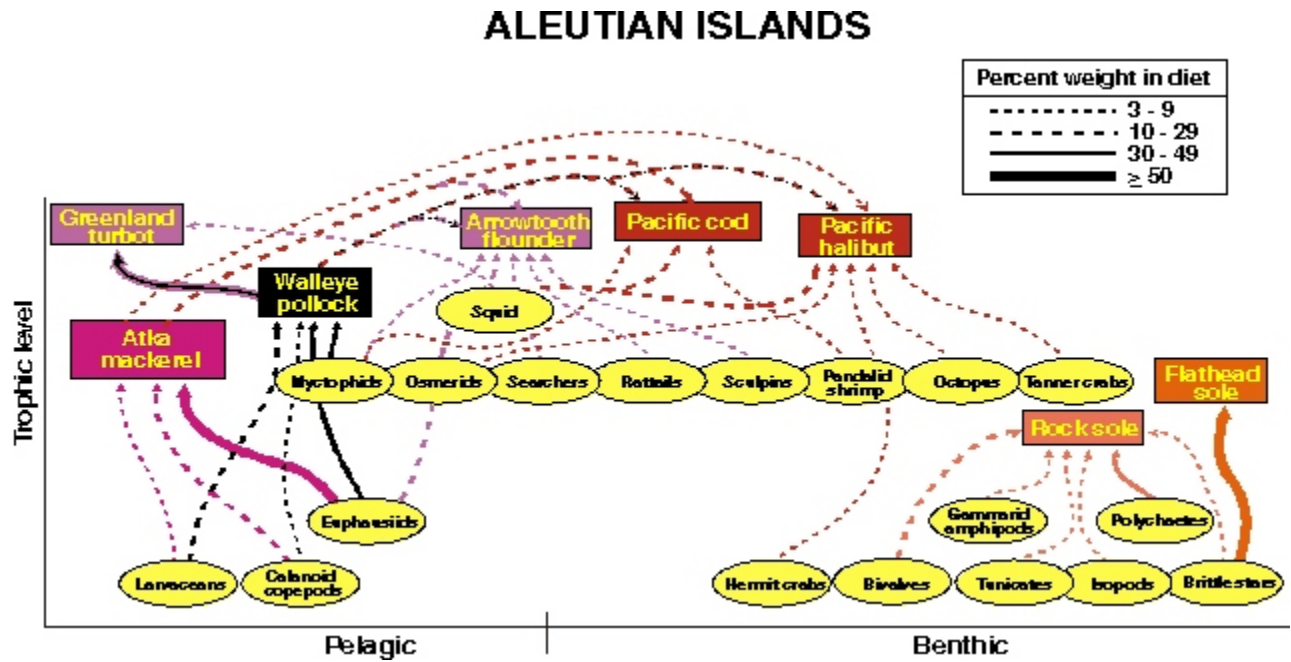 ALEUTIAN ISLANDS
Percent weight in diet
3 - 9
10 - 29
30 - 49
≥ 50
Greenland
turbot
Arrowtooth
flounder
Pacific cod
Pacific
halibut
Walleye
pollock
Squid
Atka
mackerel
Myctophids
Osmerids
Searchers
Rattails
Sculpins
Pandalid
shrimp
Octopus
Tanner crabs
Flathead
sole
Rock sole
Euphausiids
Gammarid
amphipods
Polychaetes
Larvaceans
Calanoid
copepods
Hermit crabs
Bivalves
Tunicates
Isopods
Brittle stars
Trophic level
Pelagic
Benthic